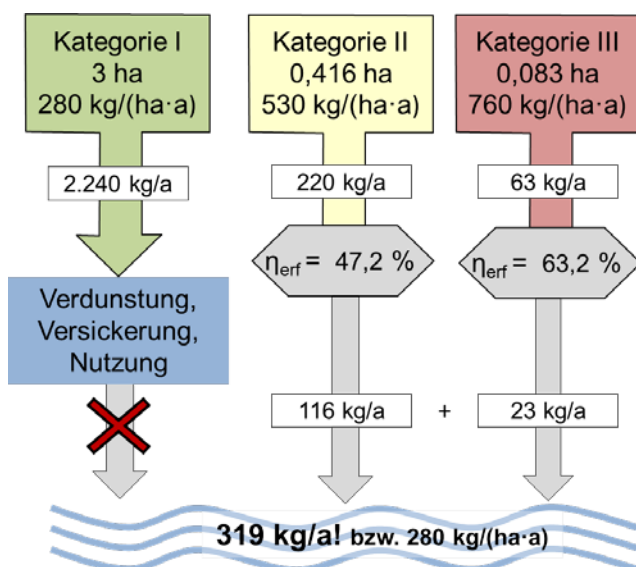 Kategorie I
3 ha
280 kg/(ha·a)
2.240 kg/a
Verdunstung,
Versickerung,
Nutzung
Kategorie II
0,416 ha
530 kg/(ha·a)
220 kg/a
ηerf = 47,2 %
116 kg/a
+
Kategorie III
0,083 ha
760 kg/(ha·a)
63 kg/a
ηerf = 63,2 %
23 kg/a
319 kg/a! bzw. 280 kg/(ha·a)